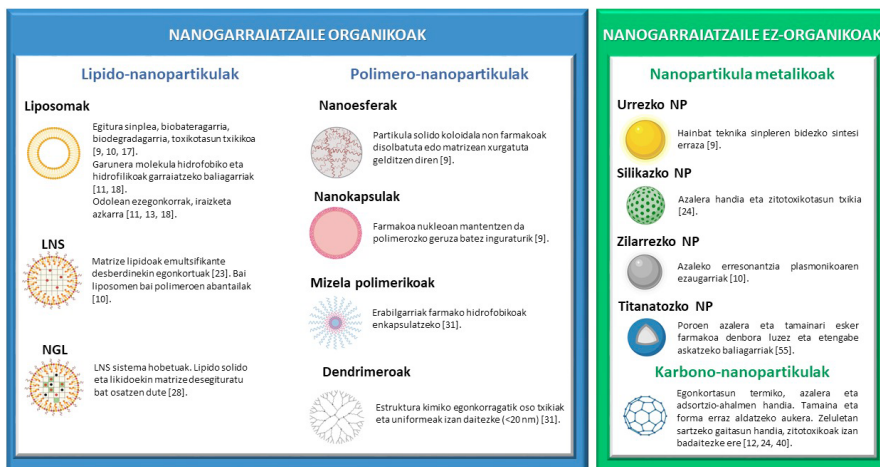 NANOGARRAIATZAILE ORGANIKOAK
Lipido-nanopartikulak
Liposomak
Egitura sinplea, biobateragarria,
biodegradagarria, toxikotasun txikikoa
[9, 10, 17].
Garunera molekula hidrofobiko eta
hidrofilikoak garraiatzeko baliagarriak
[11, 18].
Odolean ezegonkorrak, iraizketa
azkarra [11, 13, 18].
LNS
Matrize lipidoak emultsifikante
desberdinekin egonkortuak [23]. Bai
liposomen bai polimeroen abantailak
[10].
NGL
LNS sistema hobetuak. Lipido solido
eta likidoekin matrize desegituratu
bat osatzen dute [28].
Polimero-nanopartikulak
Nanoesferak
Partikula solido koloidala non farmakoak
disolbatuta edo matrizean xurgatuta
gelditzen diren [9].
Nanokapsulak
Farmakoa nukleoan mantentzen da
polimerozko geruza batez inguraturik [9].
Mizela polimerikoak
Erabilgarriak farmako hidrofobikoak
enkapsulatzeko [31].
Dendrimeroak
Estruktura kimiko egonkorragatik oso txikiak
eta uniformeak izan daitezke (<20 nm) [31].
NANOGARRAIATZAILE EZ-ORGANIKOAK
Nanopartikula metalikoak
Urrezko NP
Hainbat teknika sinpleren bidezko sintesi
erraza [9].
Silikazko NP
Azalera handia eta zitotoxikotasun txikia
[24].
Zilarrezko NP
Azaleko erresonantzia plasmonikoaren
ezaugarriak [10].
Titanatozko NP
Poroen azalera eta tamainari esker
farmakoa denbora luzez eta etengabe
askatzeko baliagarriak [55].
Karbono-nanopartikulak
Egonkortasun termiko, azalera eta
adsortzio-ahalmen handia. Tamaina eta
forma erraz aldatzeko aukera. Zeluletan
sartzeko gaitasun handia, zitotoxikoak izan
badaitezke ere [12, 24, 40].